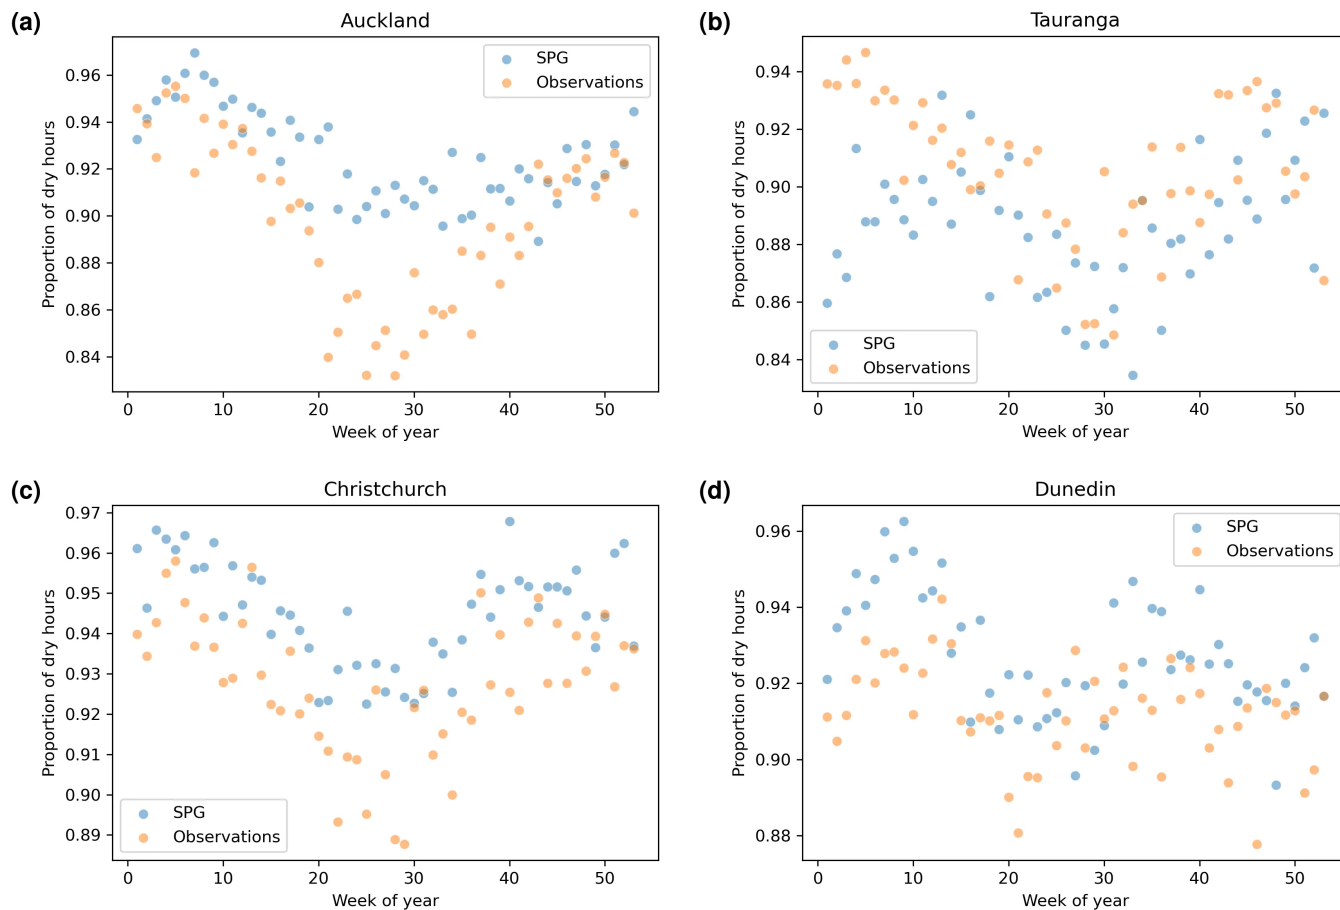 (a)
Auckland
SPG
Observations
Proportion of dry hours
0.96
0.94
0.92
0.90
0.88
0.86
0.84
0 10 20 30 40 50
Week of year
(b)
Tauranga
SPG
Observations
Proportion of dry hours
0.94
0.92
0.90
0.88
0.86
0.84
0 10 20 30 40 50
Week of year
(c)
Christchurch
SPG
Observations
Proportion of dry hours
0.97
0.96
0.95
0.94
0.93
0.92
0.91
0.90
0.89
0 10 20 30 40 50
Week of year
(d)
Dunedin
SPG
Observations
Proportion of dry hours
0.96
0.94
0.92
0.90
0.88
0 10 20 30 40 50
Week of year